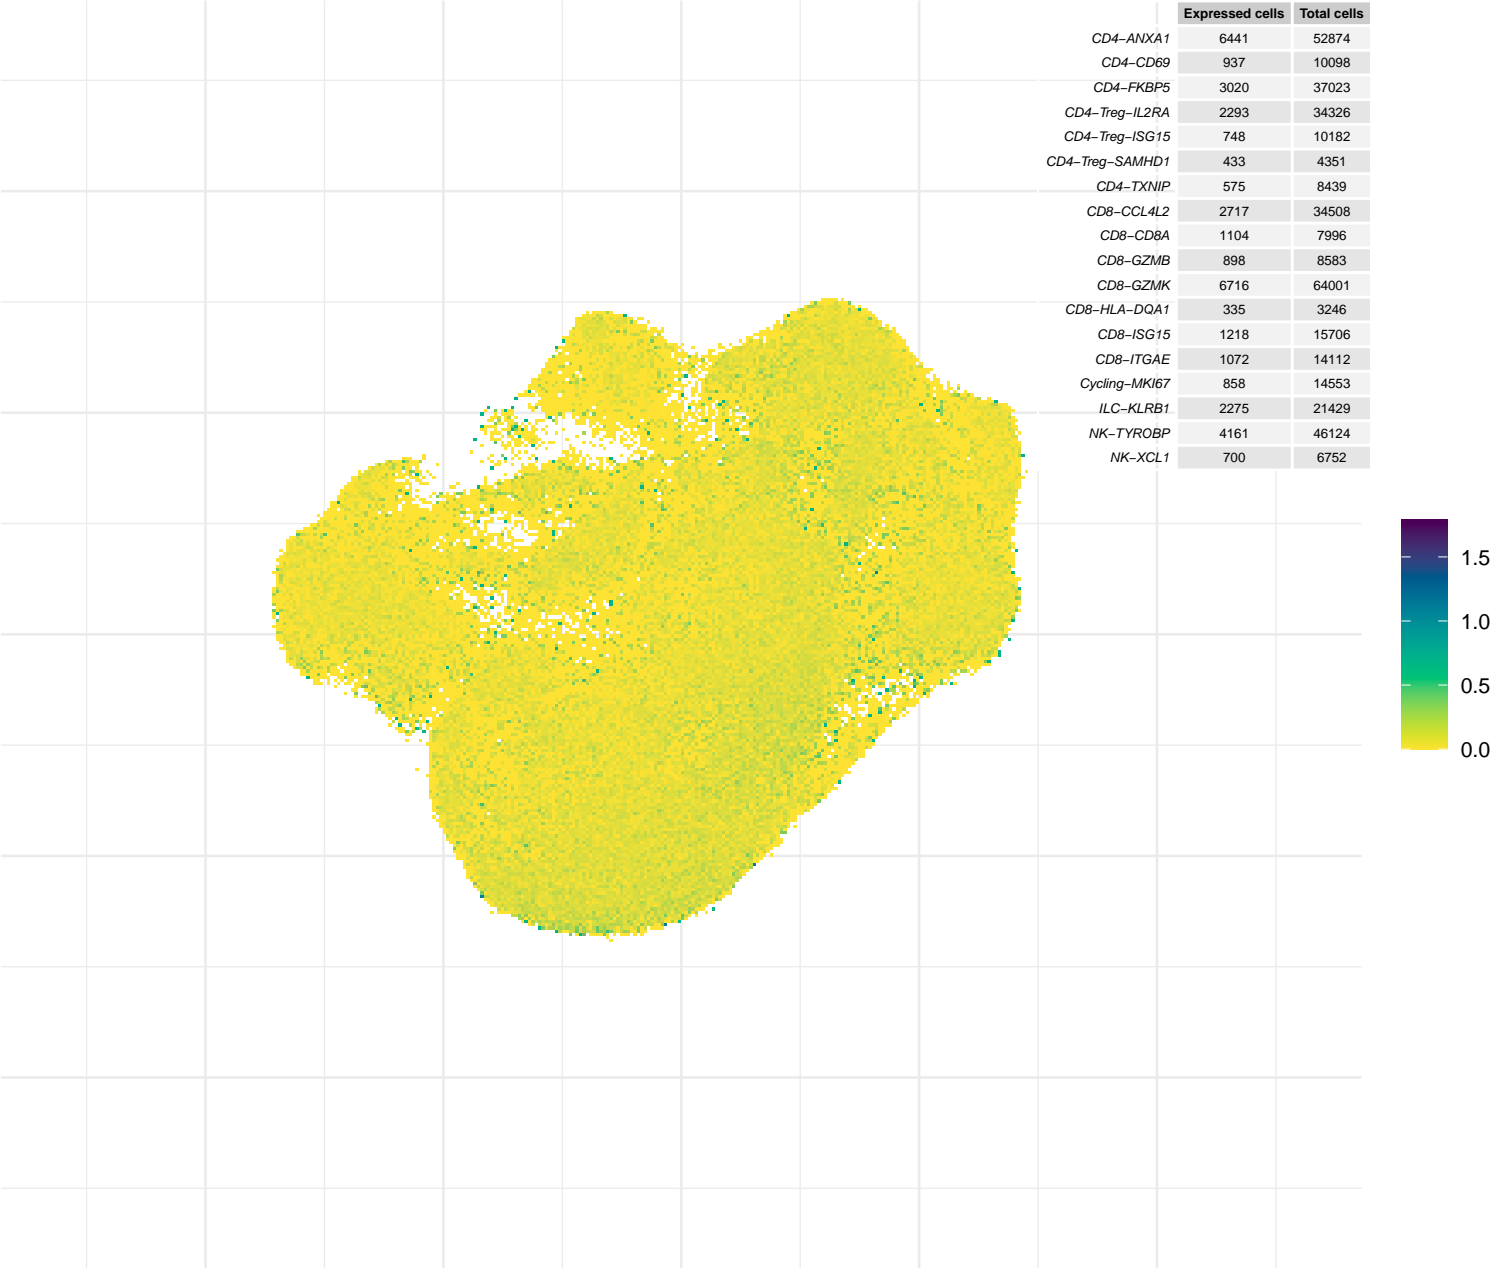 Expressed cells Total cells
CD4−ANXA1 6441 52874
CD4−CD69 937 10098
CD4−FKBP5 3020 37023
CD4−Treg−IL2RA 2293 34326
CD4−Treg−ISG15 748 10182
CD4−Treg−SAMHD1 433 4351
CD4−TXNIP 575 8439
CD8−CCL4L2 2717 34508
CD8−CD8A 1104 7996
CD8−GZMB 898 8583
CD8−GZMK 6716 64001
CD8−HLA−DQA1 335 3246
CD8−ISG15 1218 15706
CD8−ITGAE 1072 14112
Cycling−MKI67 858 14553
ILC−KLRB1 2275 21429
NK−TYROBP 4161 46124
NK−XCL1 700 6752
1.5
1.0
0.5
0.0